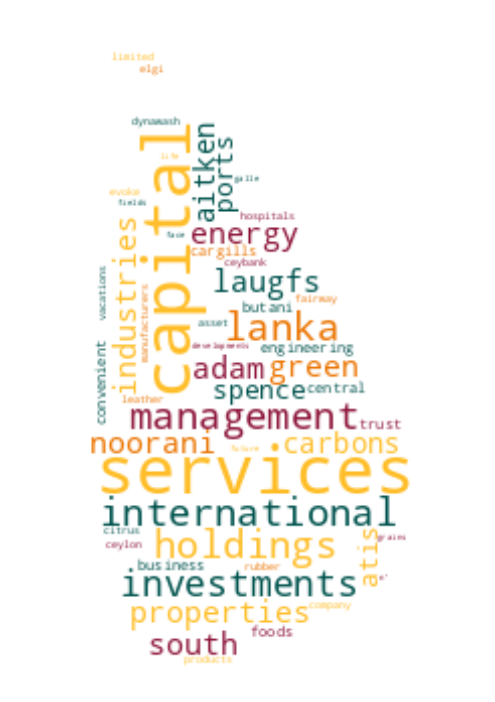 limited
elgi
dynawash
capital
aitken
ports
life
galle
evoke
fields
hospitals
industries
face
energy
cargills
ceybank
vacations
laugfs
manufacturers
fairway
butani
asset
lanka
developments
engineering
convenient
adam
green
spence
central
leather
management
trust
noorani
future
carbons
services
international
citrus
grains
ceylon
holdings
atis
business
rubber
investments
properties
company
foods
south
products